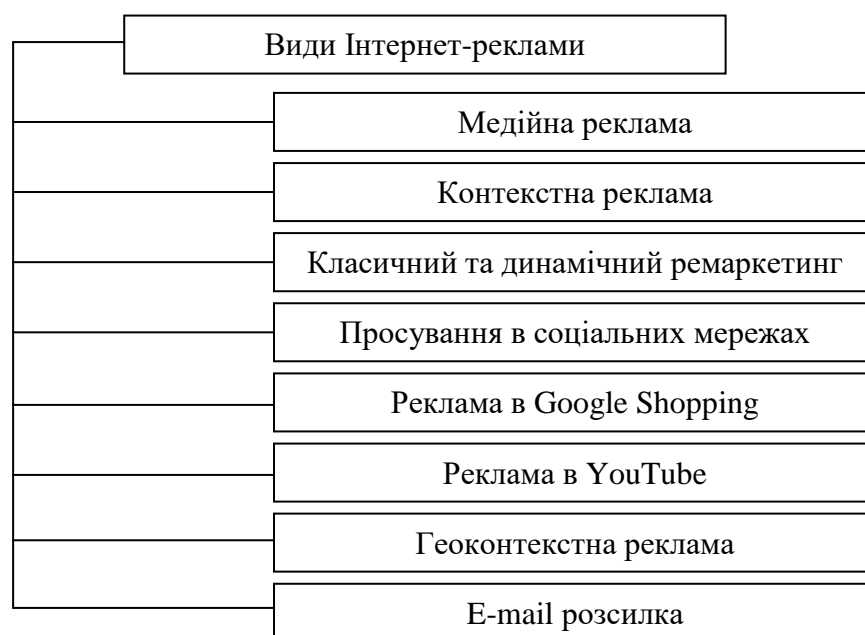 Види Інтернет-реклами
Медійна реклама
Контекстна реклама
Класичний та динамічний ремаркетинг
Просування в соціальних мережах
Реклама в Google Shopping
Реклама в YouTube
Геоконтекстна реклама
E-mail розсилка